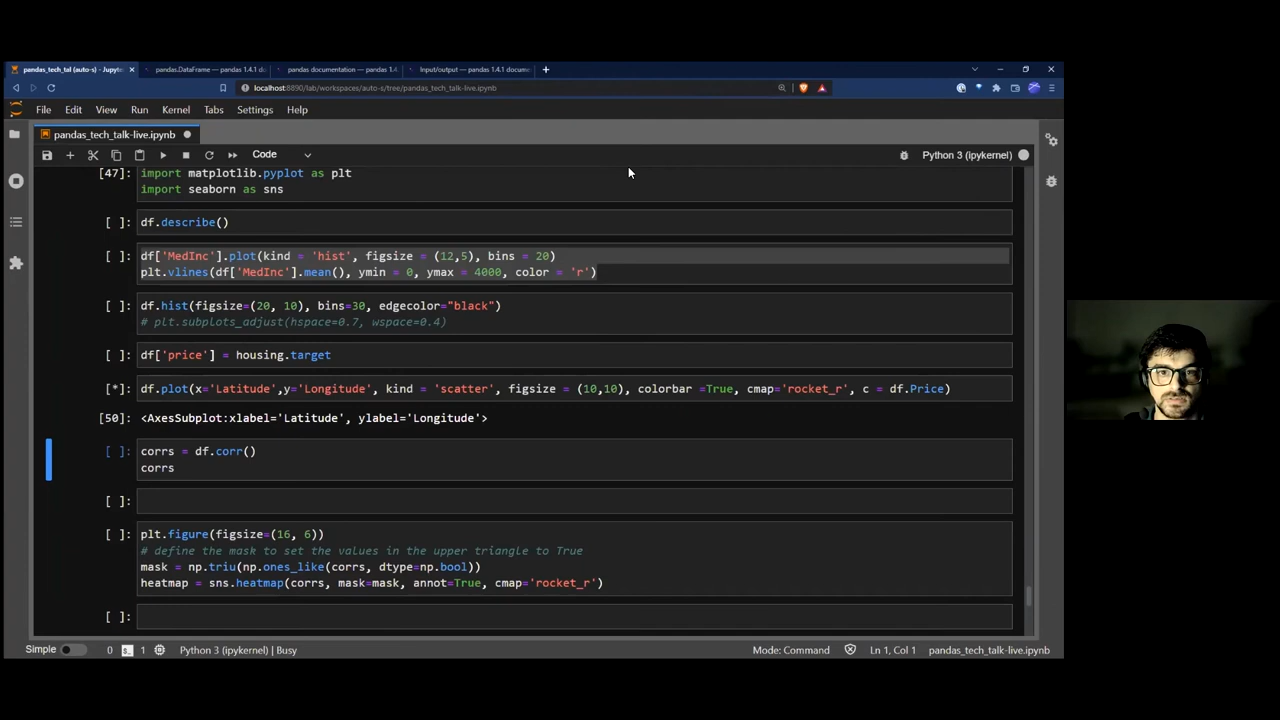 pandas_tech_tal (auto-s) - Jupyte
pandas.DataFrame — pandas 1.4.1 do
pandas documentation — pandas 1.4
Input/output — pandas 1.4.1 docume
localhost:8890/lab/workspaces/auto-s/tree/pandas_tech_talk-live.ipynb
File Edit View Run Kernel Tabs Settings Help
pandas_tech_talk-live.ipynb
Code
Python 3 (ipykernel)
[47]: import matplotlib.pyplot as plt
import seaborn as sns
[ ]: df.describe()
[ ]: df['MedInc'].plot(kind = 'hist', figsize = (12,5), bins = 20)
plt.vlines(df['MedInc'].mean(), ymin = 0, ymax = 4000, color = 'r')
[ ]: df.hist(figsize=(20, 10), bins=30, edgecolor="black")
# plt.subplots_adjust(hspace=0.7, wspace=0.4)
[ ]: df['price'] = housing.target
[*]: df.plot(x='Latitude',y='Longitude', kind = 'scatter', figsize = (10,10), colorbar =True, cmap='rocket_r', c = df.Price)
[50]: <AxesSubplot:xlabel='Latitude', ylabel='Longitude'>
[ ]: corrs = df.corr()
corrs
[ ]:
[ ]: plt.figure(figsize=(16, 6))
# define the mask to set the values in the upper triangle to True
mask = np.triu(np.ones_like(corrs, dtype=np.bool))
heatmap = sns.heatmap(corrs, mask=mask, annot=True, cmap='rocket_r')
[ ]:
Simple 0 1 Python 3 (ipykernel) | Busy Mode: Command Ln 1, Col 1 pandas_tech_talk-live.ipynb